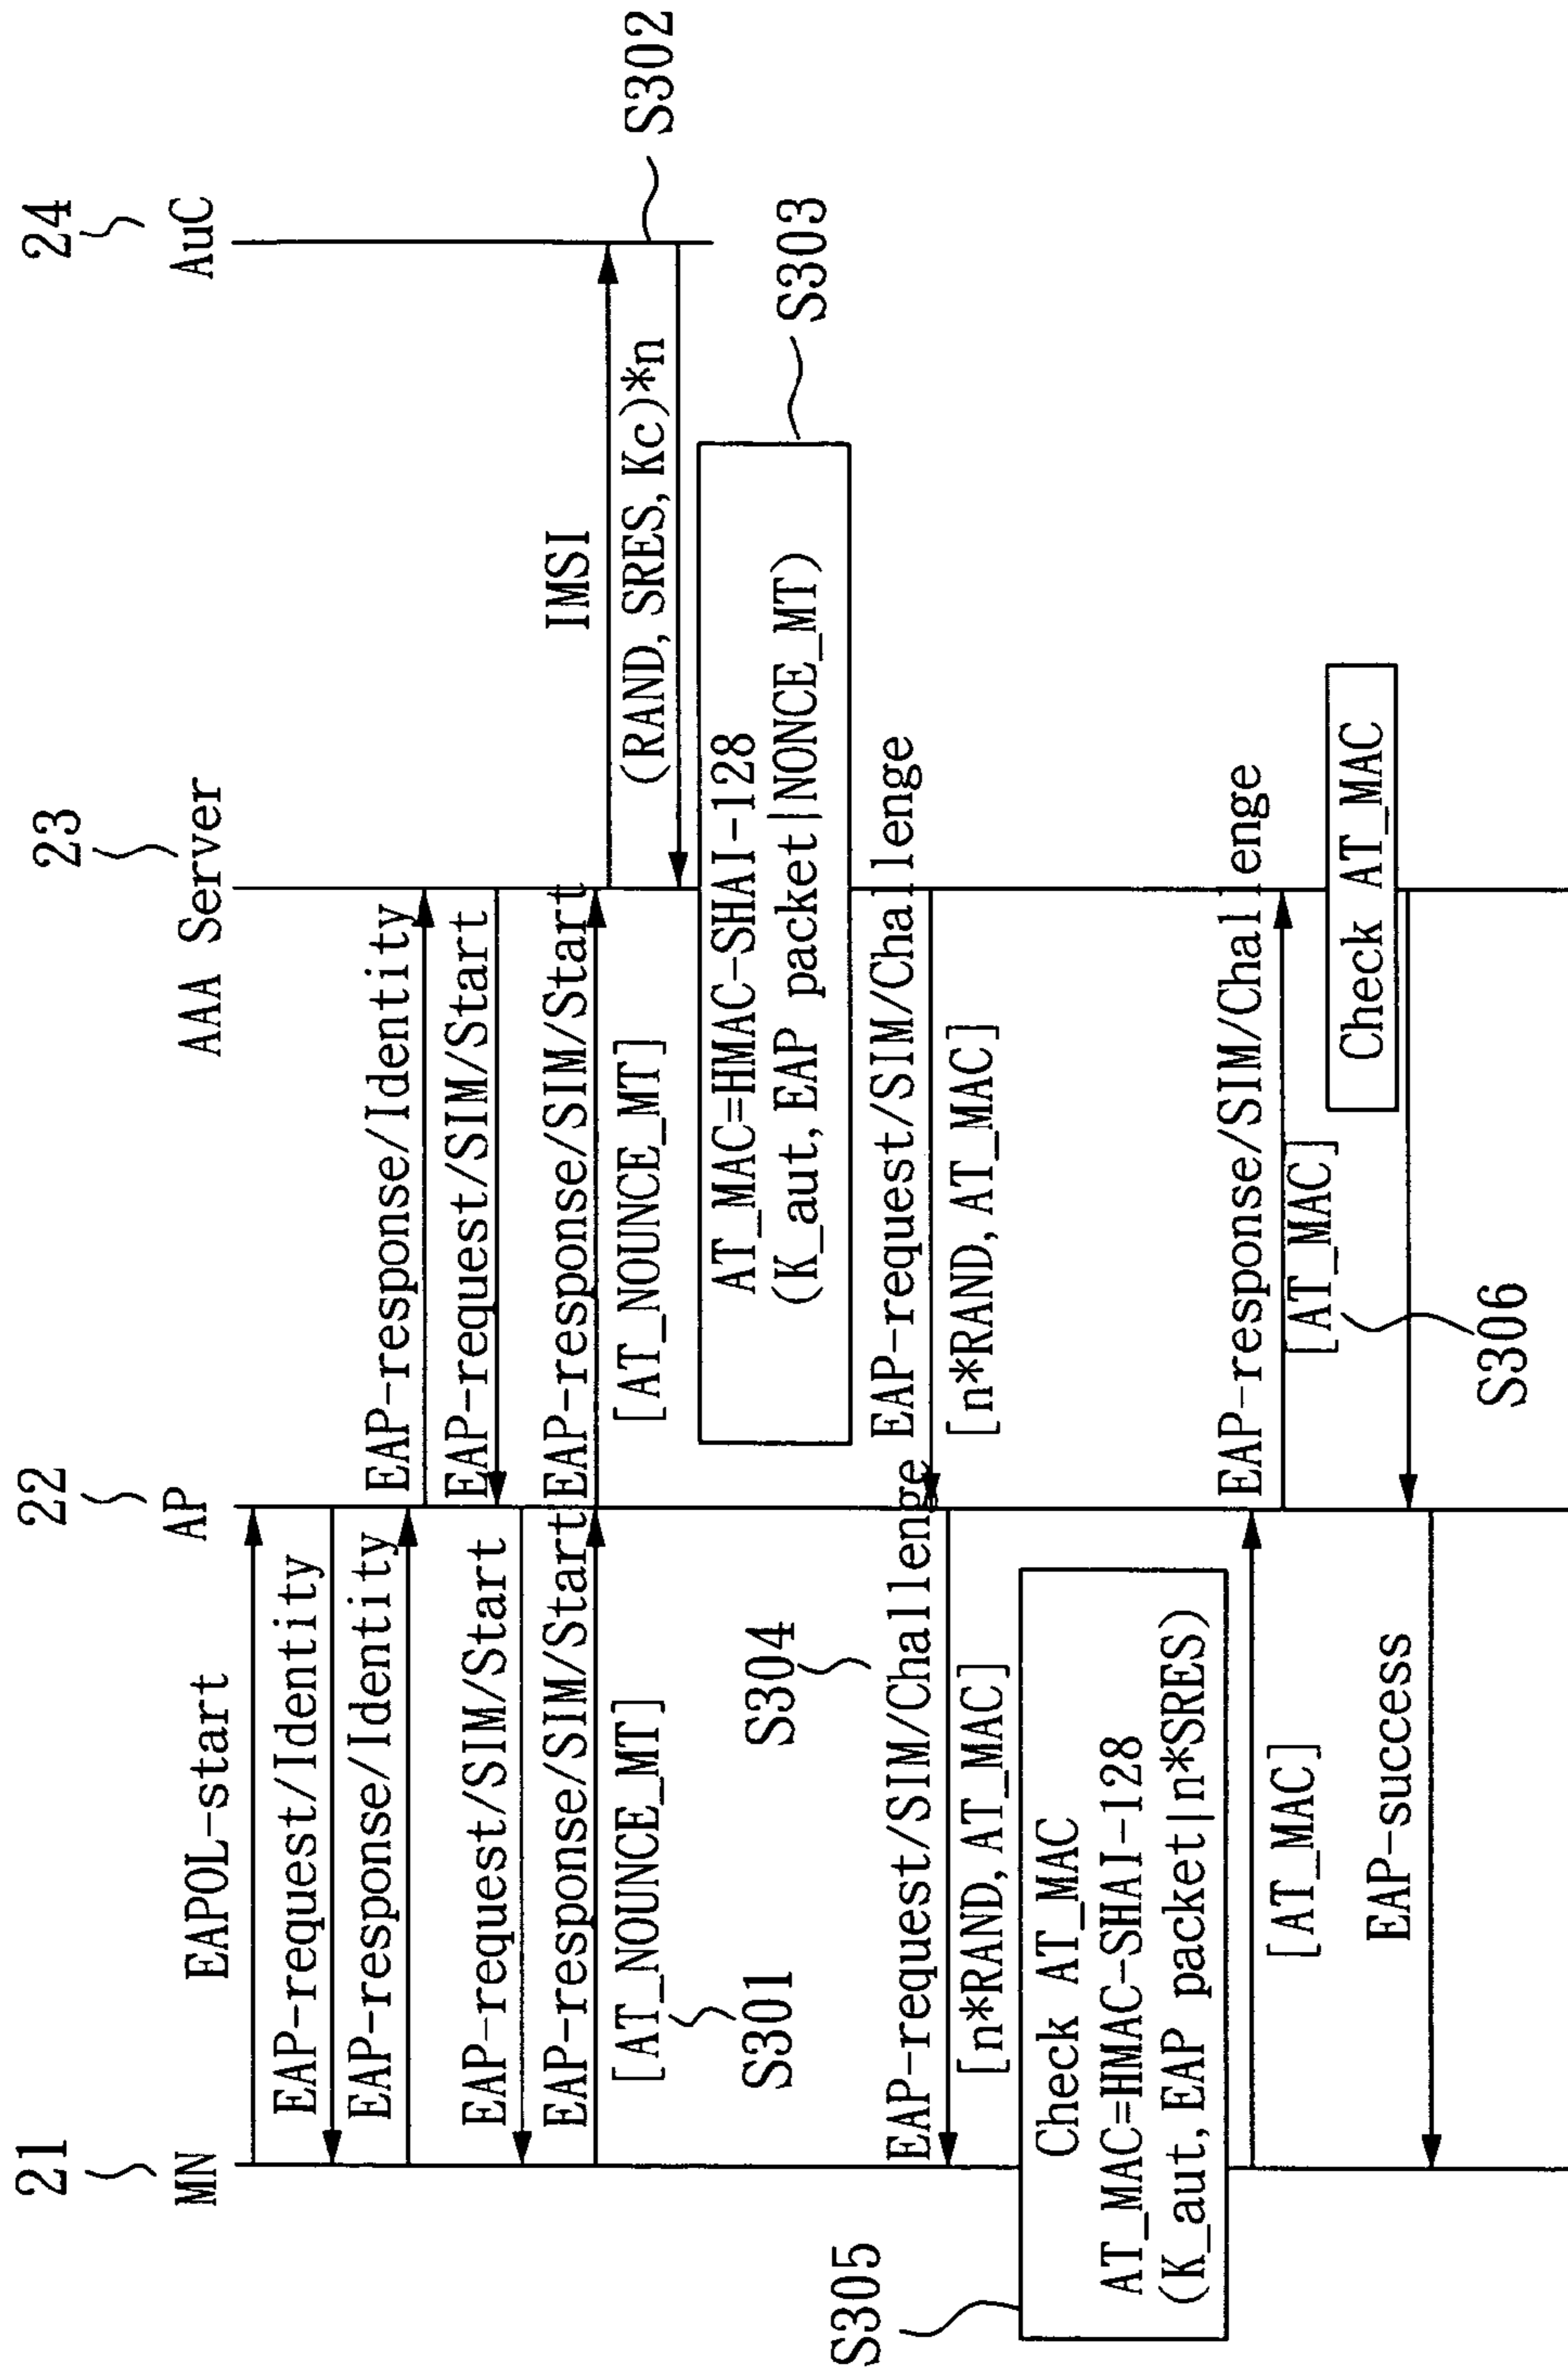 21
MN
22
AP
23
AAA Server
24
AuC
EAPOL-start
EAP-request/Identity
EAP-response/Identity
EAP-response/Identity
EAP-request/SIM/Start
EAP-request/SIM/Start
EAP-response/SIM/Start
EAP-response/SIM/Start
[AT_NOUNCE_MT]
[AT_NOUNCE_MT]
S301
IMSI
(RAND, SRES, Kc)*n
S302
AT_MAC=HMAC-SHAI-128
(K_aut, EAP packet|NONCE_MT)
S303
EAP-request/SIM/Challenge
[n*RAND, AT_MAC]
S304
EAP-request/SIM/Challenge
[n*RAND, AT_MAC]
S305
Check AT_MAC
AT_MAC=HMAC-SHAI-128
(K_aut, EAP packet|n*SRES)
[AT_MAC]
EAP-response/SIM/Challenge
[AT_MAC]
S306
Check AT_MAC
EAP-success